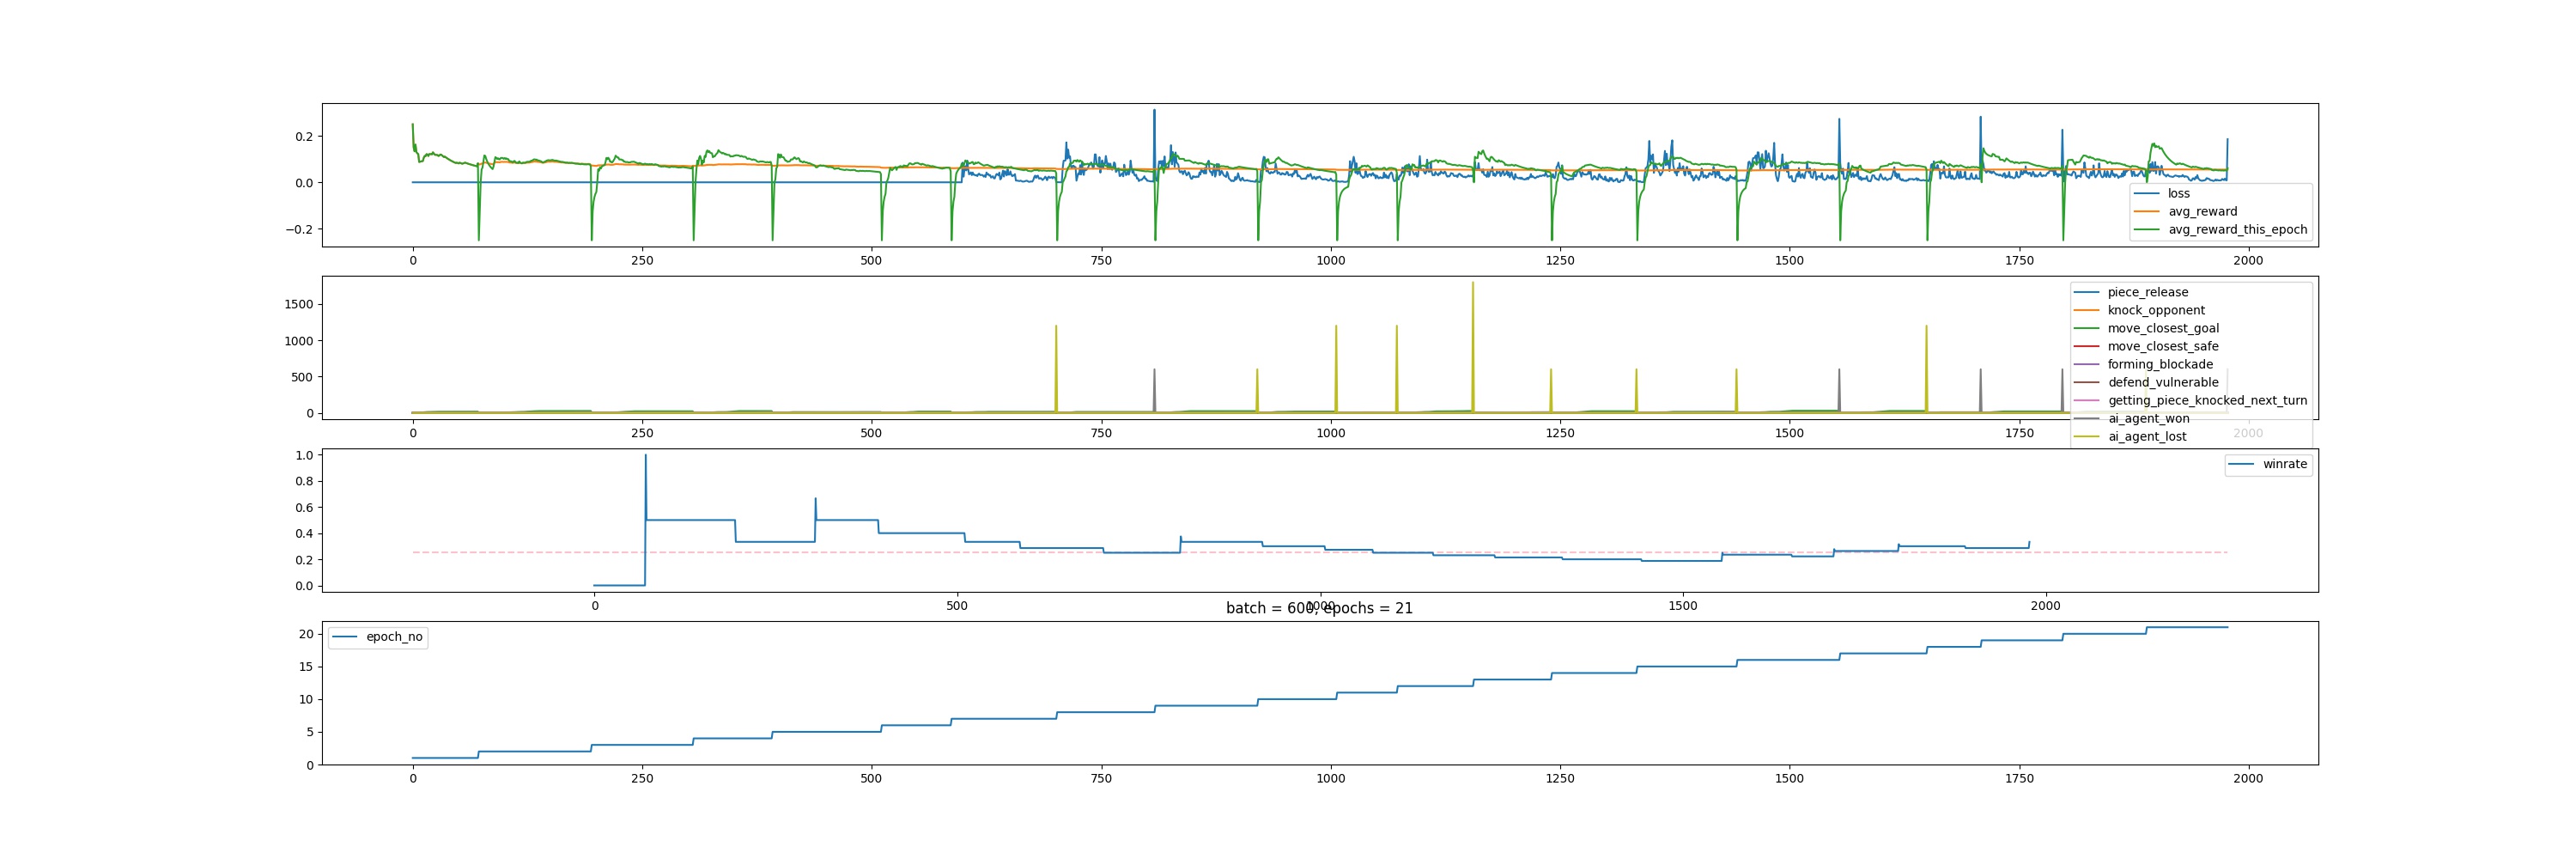 0.2
0.0
−0.2
loss
avg_reward
avg_reward_this_epoch
0 250 500 750 1000 1250 1500 1750 2000
1500
1000
500
0
piece_release
knock_opponent
move_closest_goal
move_closest_safe
forming_blockade
defend_vulnerable
getting_piece_knocked_next_turn
ai_agent_won
ai_agent_lost
0 250 500 750 1000 1250 1500 1750 2000
1.0
0.8
0.6
0.4
0.2
0.0
winrate
0 500 1000 1500 2000
batch = 600, epochs = 21
20
15
10
5
0
epoch_no
0 250 500 750 1000 1250 1500 1750 2000